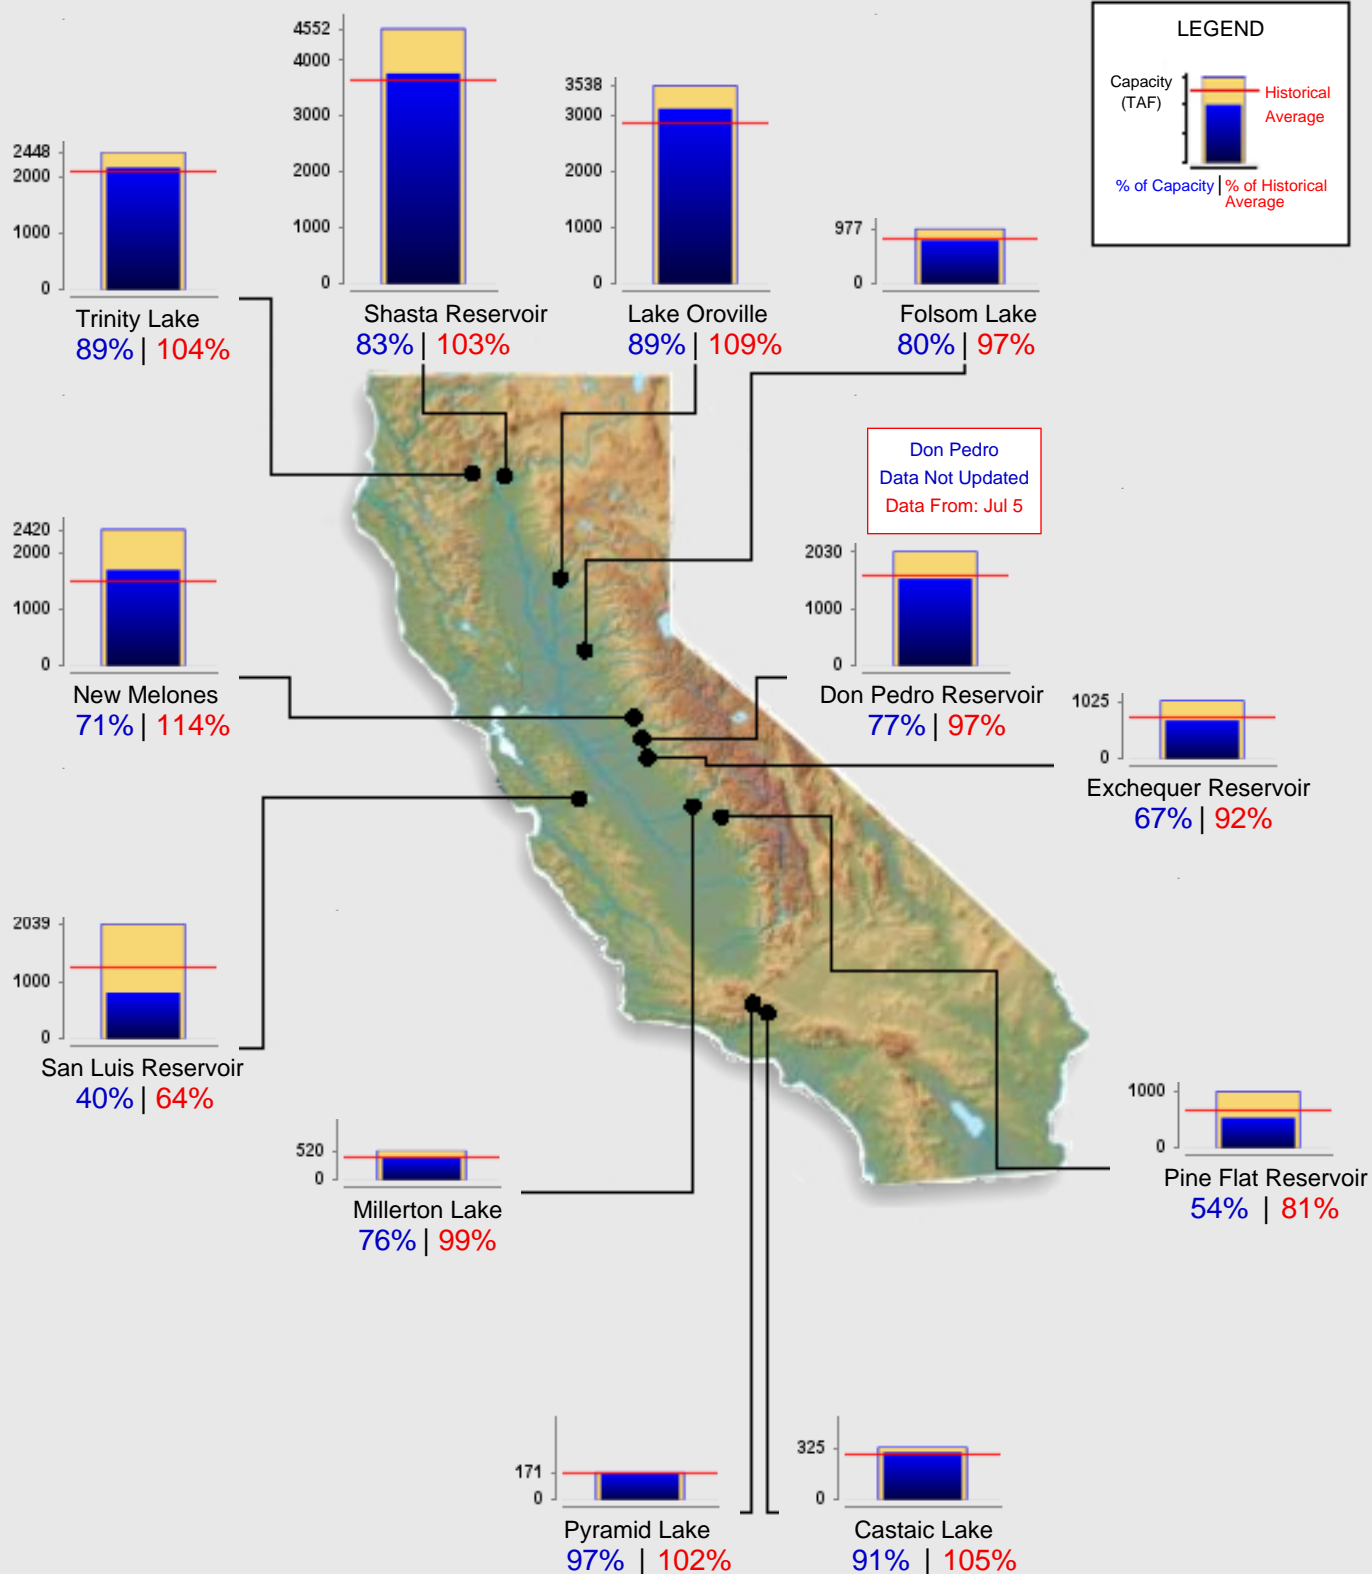 LEGEND
Capacity
(TAF)
Historical
Average
% of Capacity | % of Historical
Average
4552
4000
3000
2000
1000
0
Shasta Reservoir
83% | 103%
3538
3000
2000
1000
0
Lake Oroville
89% | 109%
2448
2000
1000
0
Trinity Lake
89% | 104%
977
0
Folsom Lake
80% | 97%
Don Pedro
Data Not Updated
Data From: Jul 5
2420
2000
1000
0
New Melones
71% | 114%
2030
1000
0
Don Pedro Reservoir
77% | 97%
1025
0
Exchequer Reservoir
67% | 92%
2039
1000
0
San Luis Reservoir
40% | 64%
520
0
Millerton Lake
76% | 99%
1000
0
Pine Flat Reservoir
54% | 81%
171
0
Pyramid Lake
97% | 102%
325
0
Castaic Lake
91% | 105%